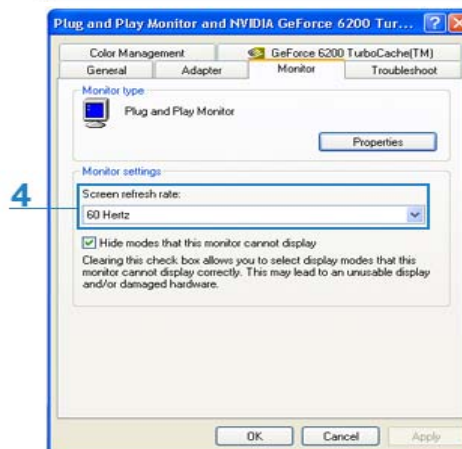 Plug and Play Monitor and NVIDIA GeForce 6200 Tur...
Color Management
GeForce 6200 TurboCache(TM)
General
Adapter
Monitor
Troubleshoot
Monitor type
Plug and Play Monitor
Properties
Monitor settings
4
Screen refresh rate:
60 Hertz
Hide modes that this monitor cannot display
Clearing this check box allows you to select display modes that this
monitor cannot display correctly. This may lead to an unusable display
and/or damaged hardware.
OK
Cancel
Apply